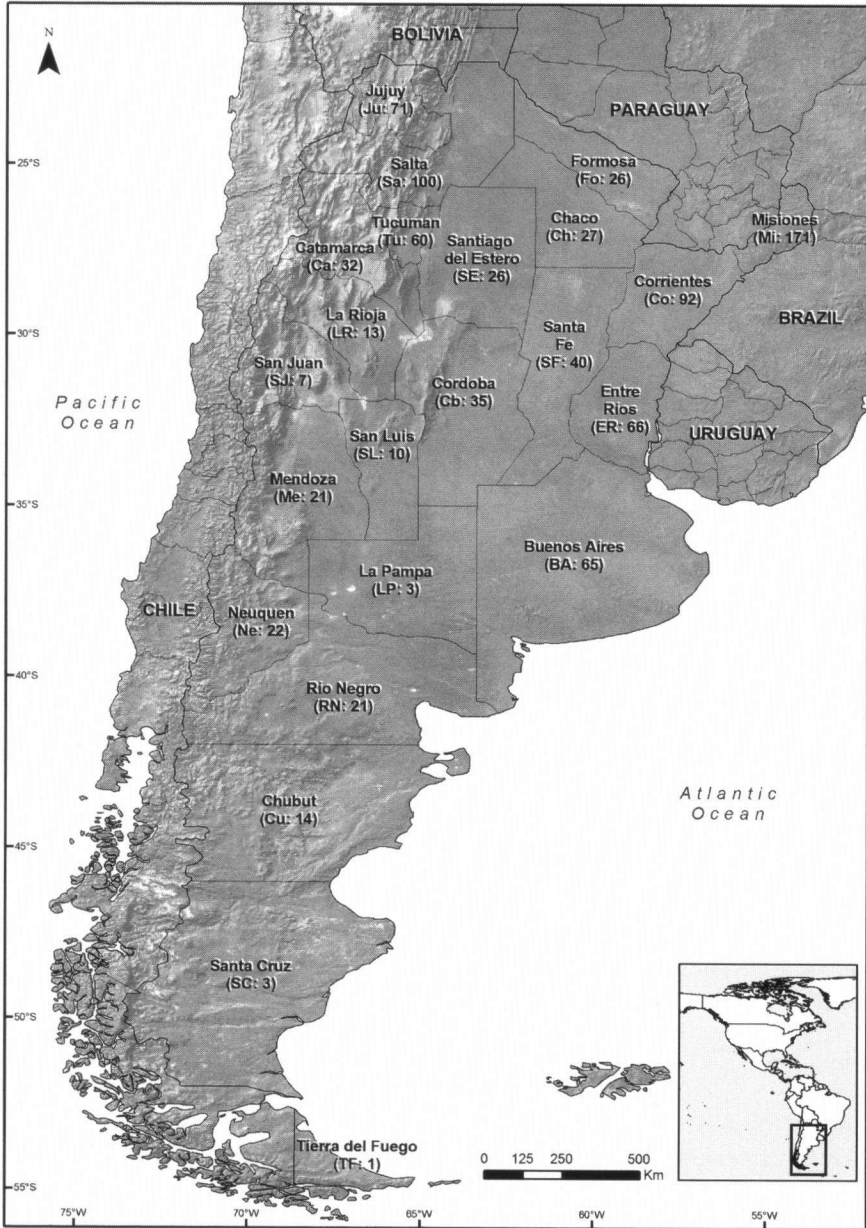 N
BOLIVIA
Jujuy
(Ju: 71)
PARAGUAY
25°S
Salta
(Sa: 100)
Formosa
(Fo: 26)
Tucuman
(Tu: 60)
Chaco
(Ch: 27)
Misiones
(Mi: 171)
Catamarca
(Ca: 32)
Santiago
del Estero
(SE: 26)
Corrientes
(Co: 92)
La Rioja
(LR: 13)
BRAZIL
30°S
Santa
Fe
(SF: 40)
San Juan
(SJ: 7)
Cordoba
(Cb: 35)
Pacific
Ocean
Entre
Rios
(ER: 66)
San Luis
(SL: 10)
URUGUAY
Mendoza
(Me: 21)
35°S
Buenos Aires
(BA: 65)
La Pampa
(LP: 3)
CHILE
Neuquen
(Ne: 22)
40°S
Rio Negro
(RN: 21)
Chubut
(Cu: 14)
Atlantic
Ocean
45°S
Santa Cruz
(SC: 3)
50°S
Tierra del Fuego
(TF: 1)
0 125 250 500
Km
55°S
75°W 70°W 65°W 60°W 55°W